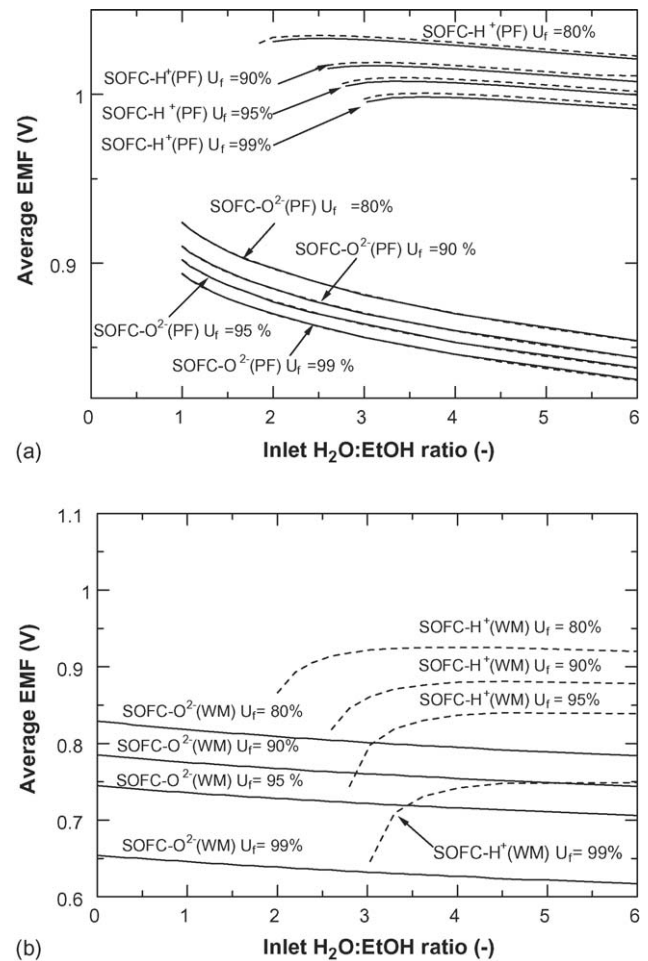 SOFC-H⁺(PF) U_f = 80%
SOFC-H⁺(PF) U_f =90%
SOFC-H⁺(PF) U_f =95%
SOFC-H⁺(PF) U_f =99%
1
0.9
Average EMF (V)
SOFC-O²⁻(PF) U_f =80%
SOFC-O²⁻(PF) U_f =90 %
SOFC-O²⁻(PF) U_f =95 %
SOFC-O²⁻(PF) U_f =99 %
0 1 2 3 4 5 6
(a)
Inlet H₂O:EtOH ratio (-)
1.1
1
0.9
0.8
0.7
0.6
Average EMF (V)
SOFC-H⁺(WM) U_f = 80%
SOFC-H⁺(WM) U_f = 90%
SOFC-H⁺(WM) U_f = 95%
SOFC-O²⁻(WM) U_f= 80%
SOFC-O²⁻(WM) U_f = 90%
SOFC-O²⁻(WM) U_f = 95 %
SOFC-O²⁻(WM) U_f = 99%
SOFC-H⁺(WM) U_f= 99%
0 1 2 3 4 5 6
(b)
Inlet H₂O:EtOH ratio (-)